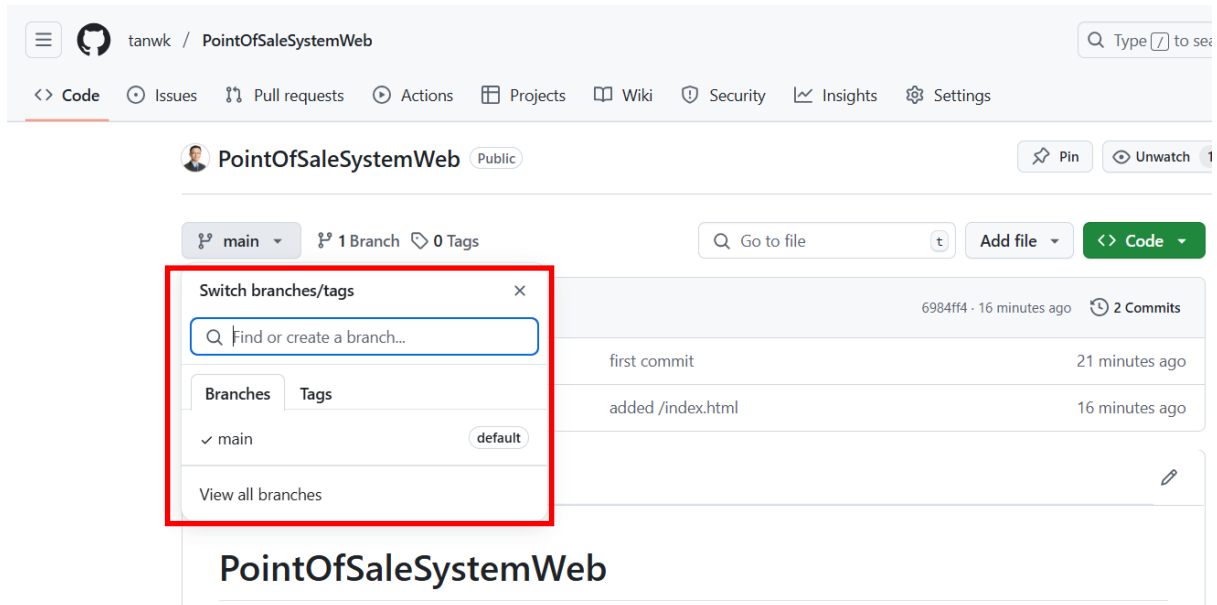 tanwk / PointOfSaleSystemWeb
Type / to sea
Code Issues Pull requests Actions Projects Wiki Security Insights Settings
PointOfSaleSystemWeb Public
Pin Unwatch 1
main 1 Branch 0 Tags
Go to file t Add file Code
Switch branches/tags
Find or create a branch...
Branches Tags
main default
View all branches
6984ff4 · 16 minutes ago 2 Commits
first commit 21 minutes ago
added /index.html 16 minutes ago
PointOfSaleSystemWeb